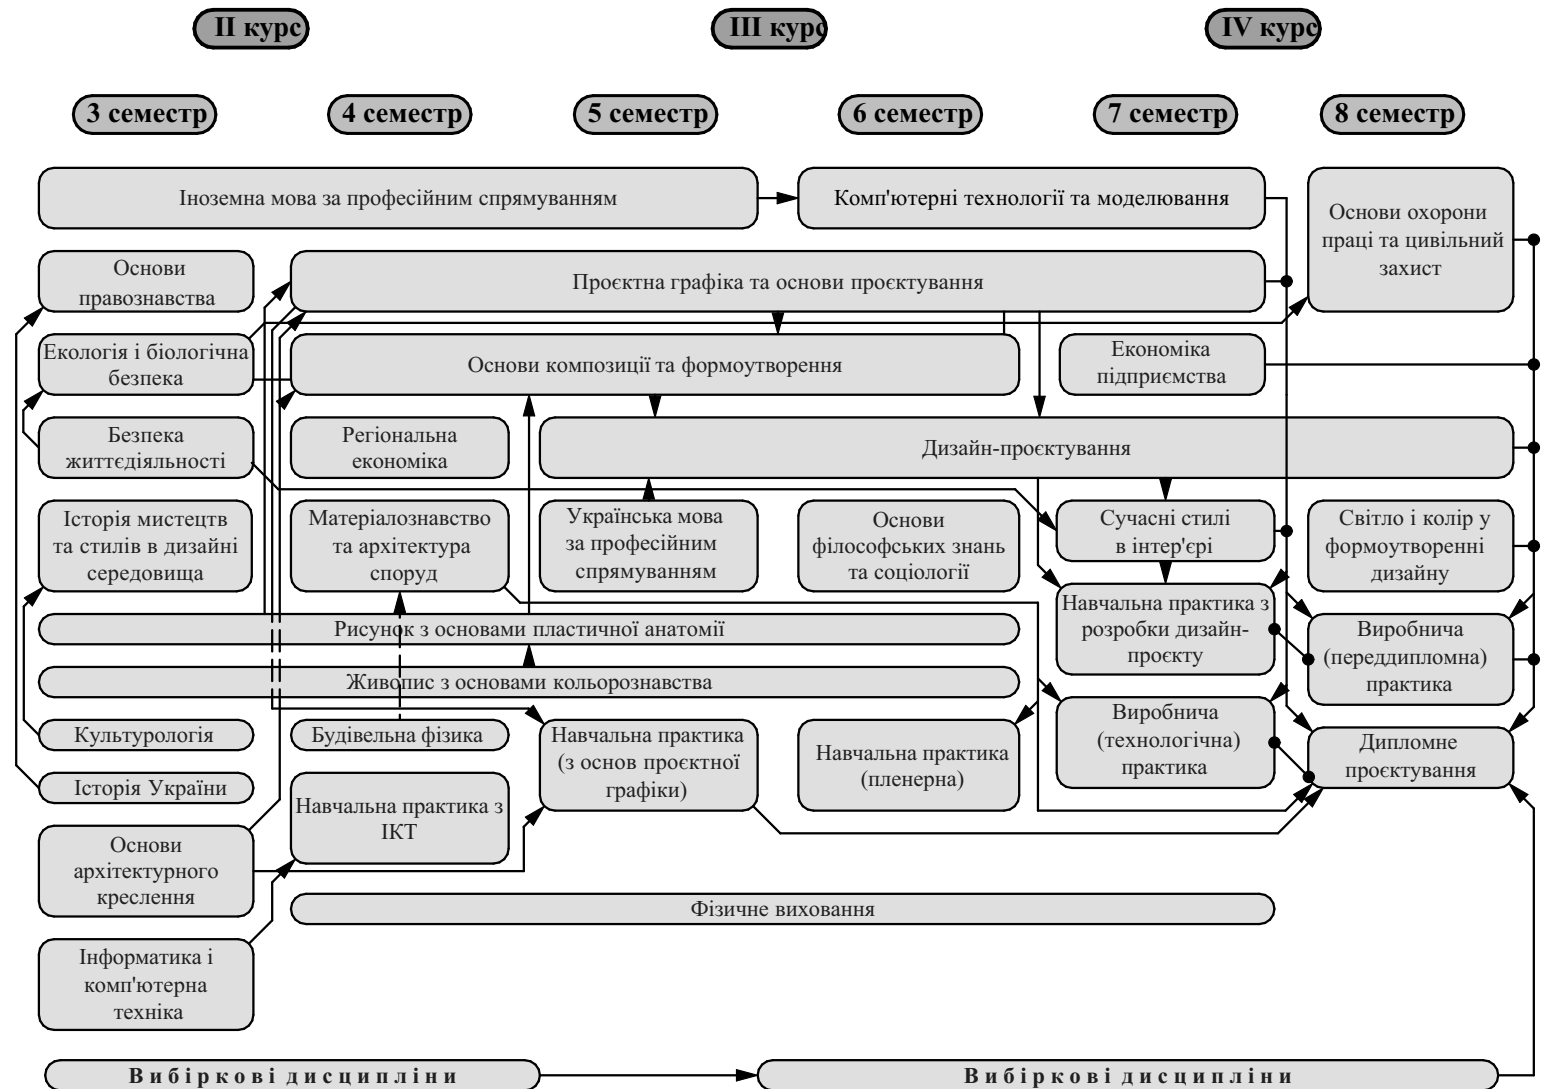 II курс
III курс
IV курс
3 семестр
4 семестр
5 семестр
6 семестр
7 семестр
8 семестр
Іноземна мова за професійним спрямуванням
Комп'ютерні технології та моделювання
Основи охорони
праці та цивільний
захист
Основи
правознавства
Проєктна графіка та основи проєктування
Екологія і біологічна
безпека
Основи композиції та формоутворення
Економіка
підприємства
Безпека
життєдіяльності
Регіональна
економіка
Дизайн-проєктування
Історія мистецтв
та стилів в дизайні
середовища
Матеріалознавство
та архітектура
споруд
Українська мова
за професійним
спрямуванням
Основи
філософських знань
та соціології
Сучасні стилі
в інтер'єрі
Світло і колір у
формоутворенні
дизайну
Рисунок з основами пластичної анатомії
Навчальна практика з
розробки дизайн-
проєкту
Виробнича
(переддипломна)
практика
Живопис з основами кольорознавства
Культурологія
Будівельна фізика
Навчальна практика
(з основ проєктної
графіки)
Навчальна практика
(пленерна)
Виробнича
(технологічна)
практика
Дипломне
проєктування
Історія України
Навчальна практика з
ІКТ
Основи
архітектурного
креслення
Фізичне виховання
Інформатика і
комп'ютерна
техніка
Вибіркові дисципліни
Вибіркові дисципліни